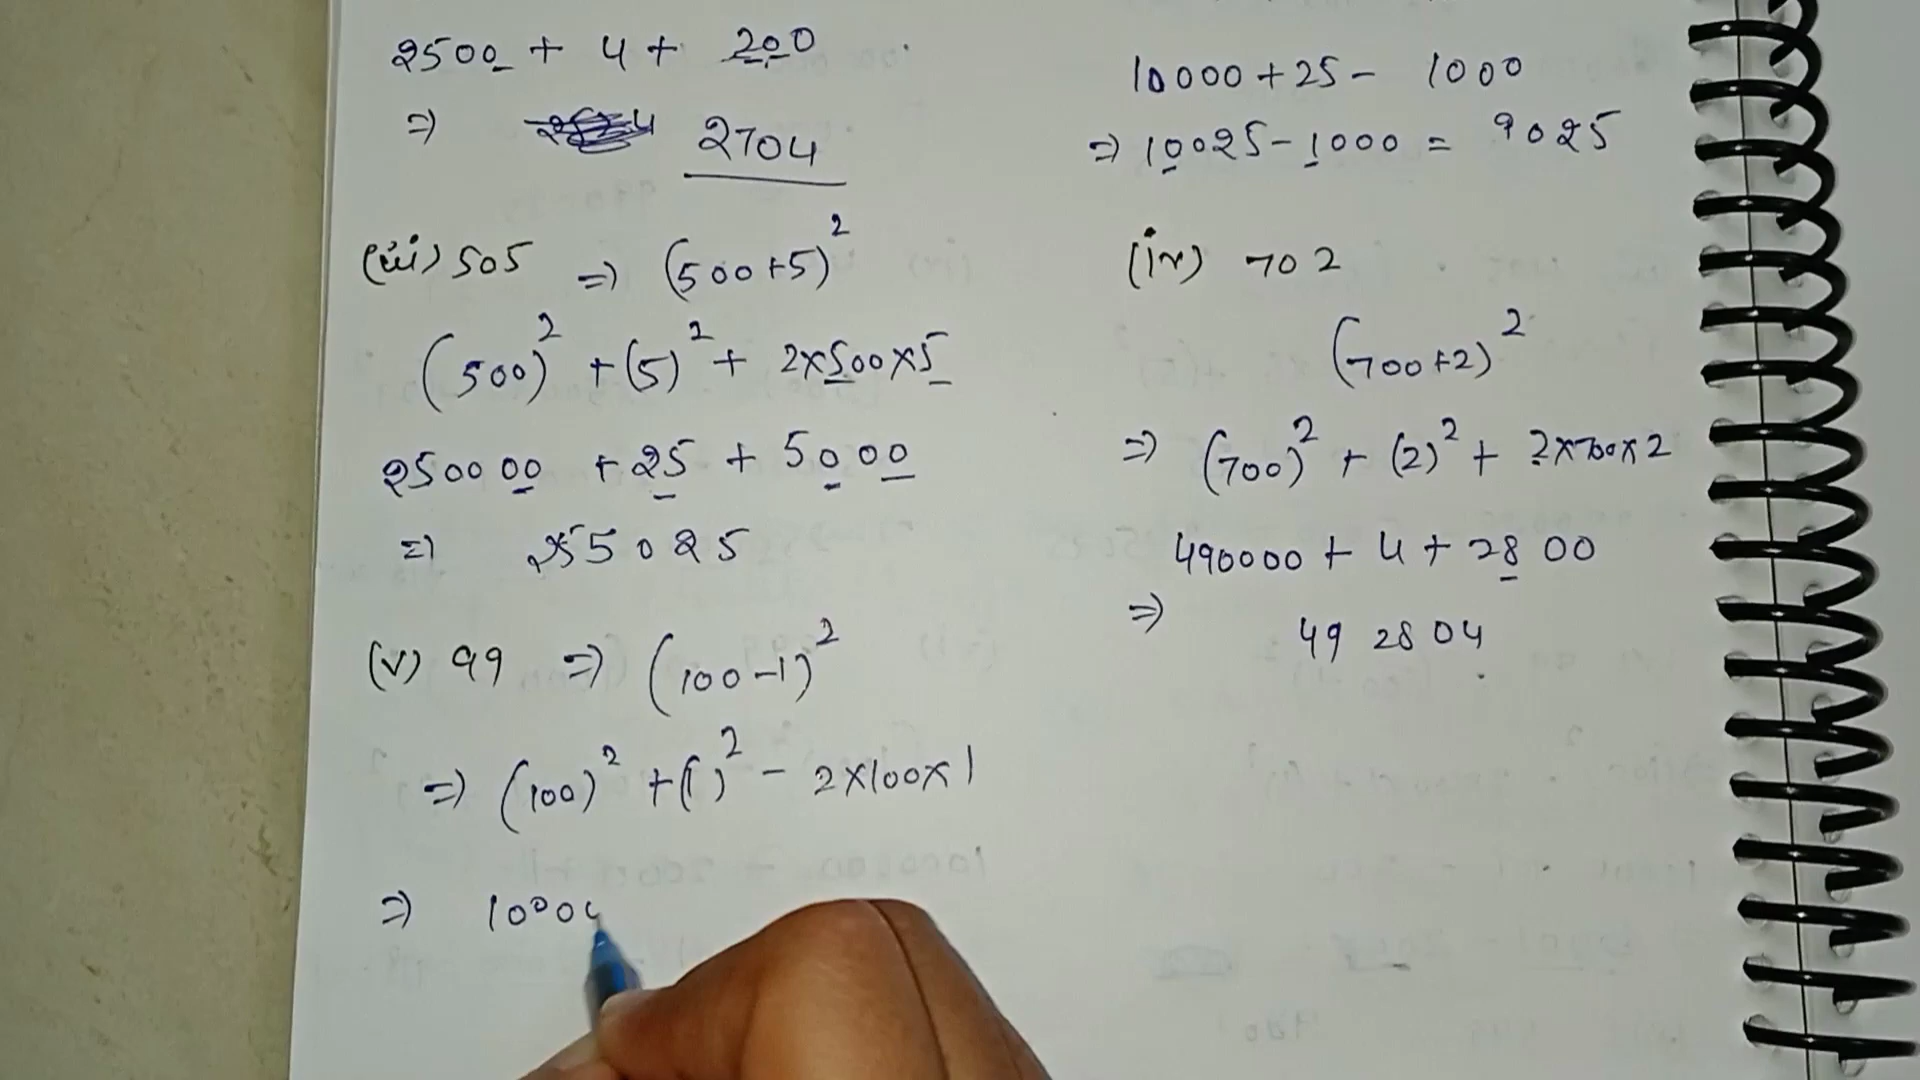 2500 + 4 + 200
⇒ 2704
(iii) 505 ⇒ (500+5)²
(500)² + (5)² + 2×500×5
250000 + 25 + 5000
⇒ 255025
(v) 99 ⇒ (100-1)²
⇒ (100)² + (1)² - 2×100×1
⇒ 10000
10000 + 25 - 1000
⇒ 10025 - 1000 = 9025
(iv) 702
(700+2)²
⇒ (700)² + (2)² + 2×700×2
490000 + 4 + 2800
⇒ 492804